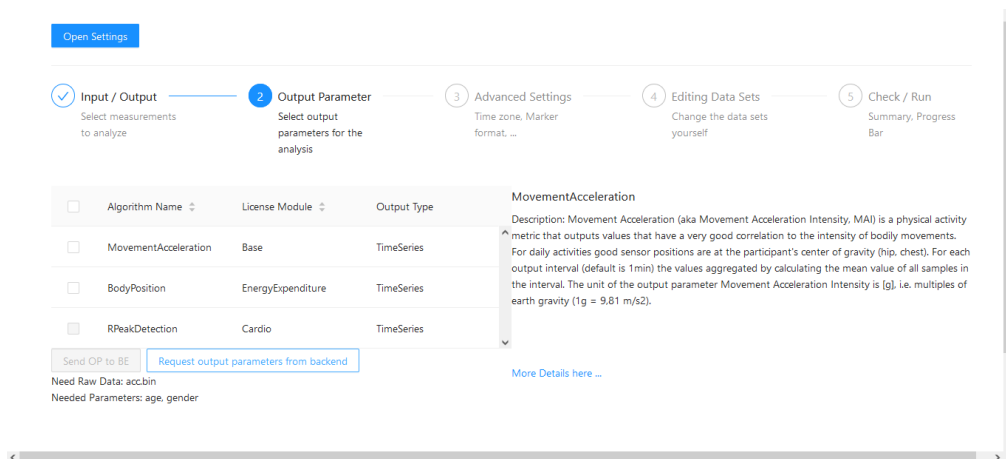 Open Settings
Input / Output
Select measurements
to analyze
2
Output Parameter
Select output
parameters for the
analysis
3
Advanced Settings
Time zone, Marker
format, ...
4
Editing Data Sets
Change the data sets
yourself
5
Check / Run
Summary, Progress
Bar
Algorithm Name
License Module
Output Type
MovementAcceleration
Base
TimeSeries
BodyPosition
EnergyExpenditure
TimeSeries
RPeakDetection
Cardio
TimeSeries
Send OP to BE
Request output parameters from backend
Need Raw Data: acc.bin
Needed Parameters: age, gender
MovementAcceleration
Description: Movement Acceleration (aka Movement Acceleration Intensity, MAI) is a physical activity
metric that outputs values that have a very good correlation to the intensity of bodily movements.
For daily activities good sensor positions are at the participant's center of gravity (hip, chest). For each
output interval (default is 1min) the values aggregated by calculating the mean value of all samples in
the interval. The unit of the output parameter Movement Acceleration Intensity is [g], i.e. multiples of
earth gravity (1g = 9,81 m/s2).
More Details here ...